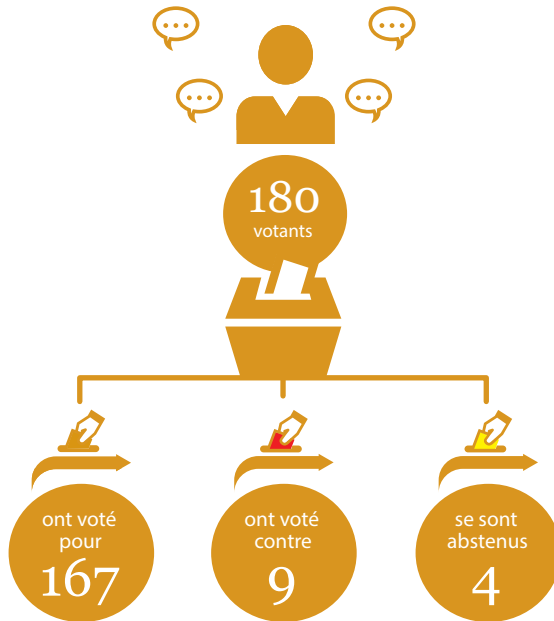 180
votants
ont voté
pour
167
ont voté
contre
9
se sont
abstenus
4